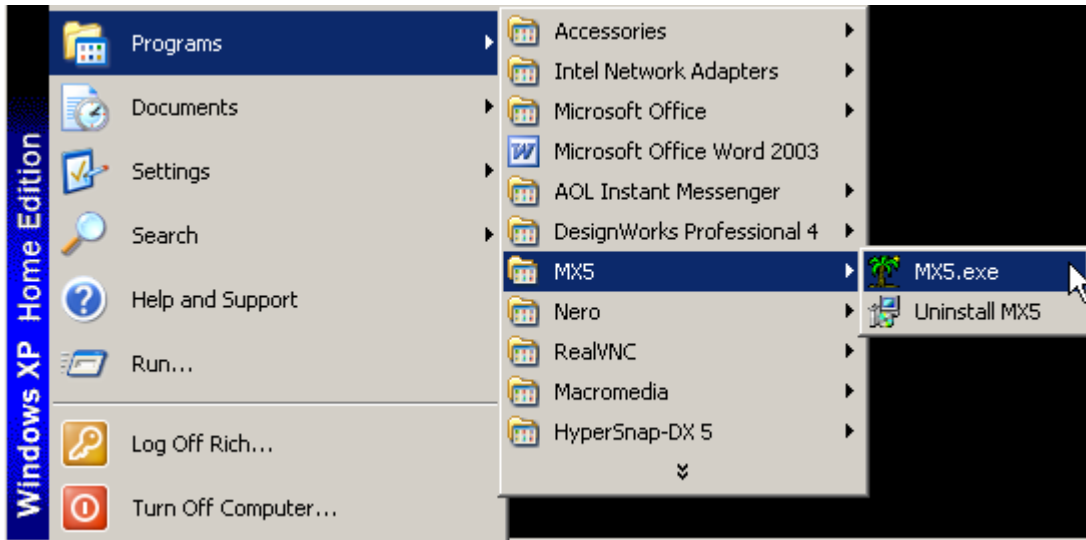 Windows XP Home Edition
Programs
Documents
Settings
Search
Help and Support
Run...
Log Off Rich...
Turn Off Computer...
Accessories
Intel Network Adapters
Microsoft Office
Microsoft Office Word 2003
AOL Instant Messenger
DesignWorks Professional 4
MX5
Nero
RealVNC
Macromedia
HyperSnap-DX 5
MX5.exe
Uninstall MX5